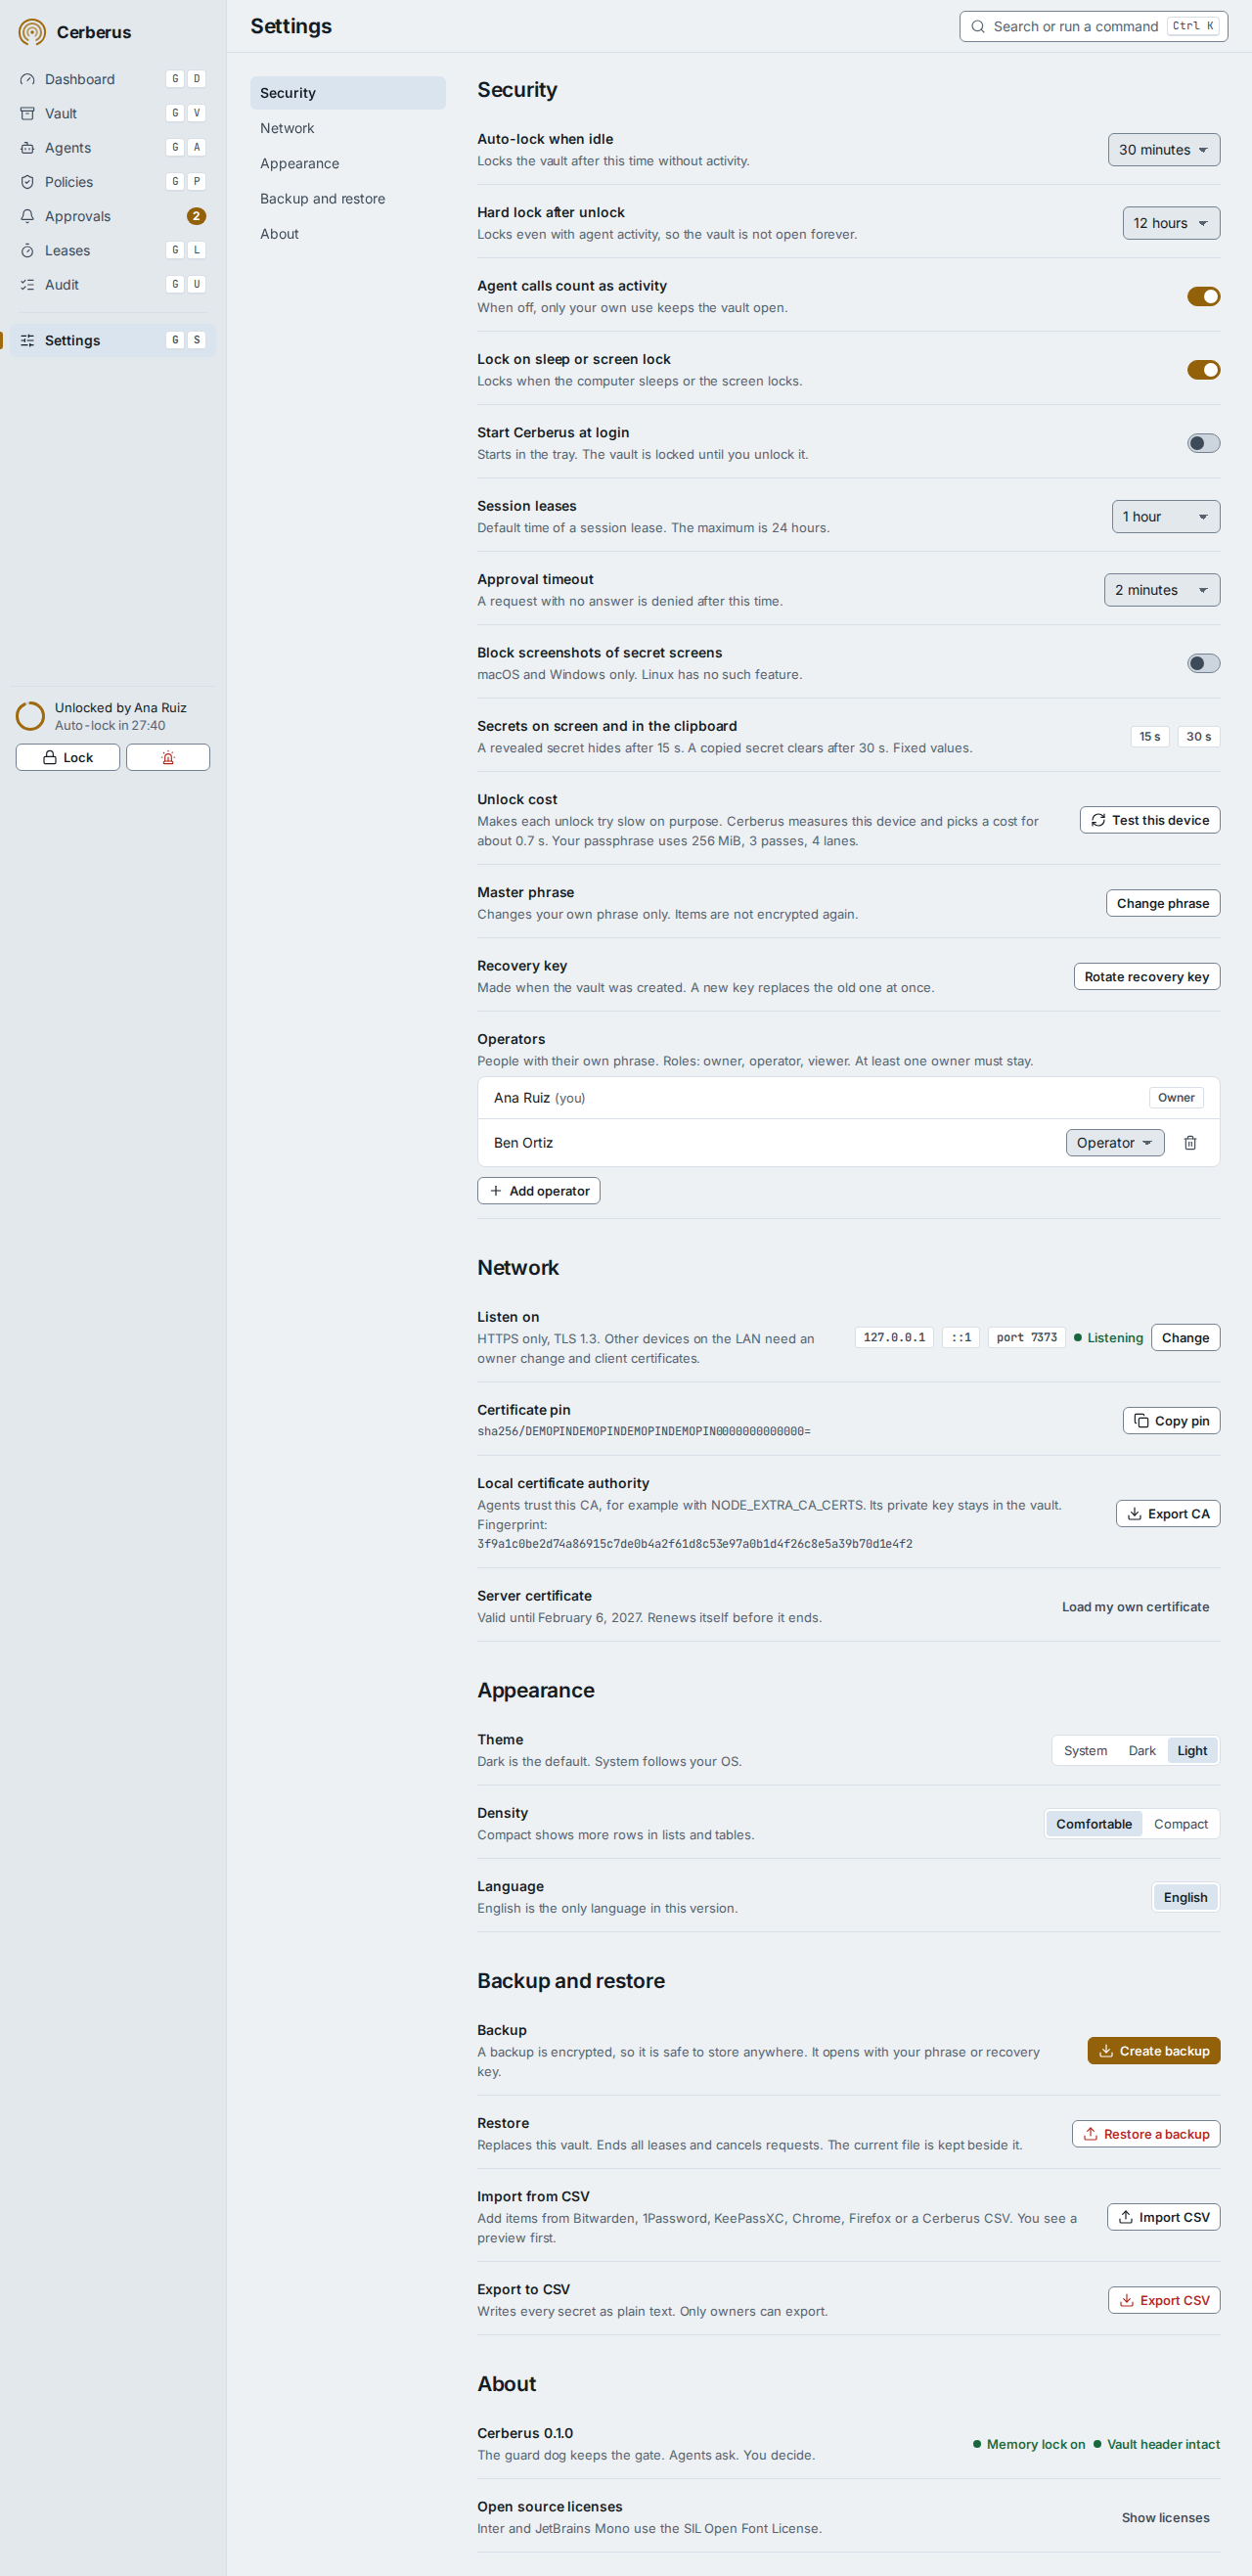 Cerberus
Dashboard G D
Vault G V
Agents G A
Policies G P
Approvals 2
Leases G L
Audit G U
Settings G S
Unlocked by Ana Ruiz
Auto-lock in 27:40
Lock
Settings
Search or run a command Ctrl K
Security
Network
Appearance
Backup and restore
About
Security
Auto-lock when idle
Locks the vault after this time without activity.
30 minutes
Hard lock after unlock
Locks even with agent activity, so the vault is not open forever.
12 hours
Agent calls count as activity
When off, only your own use keeps the vault open.
Lock on sleep or screen lock
Locks when the computer sleeps or the screen locks.
Start Cerberus at login
Starts in the tray. The vault is locked until you unlock it.
Session leases
Default time of a session lease. The maximum is 24 hours.
1 hour
Approval timeout
A request with no answer is denied after this time.
2 minutes
Block screenshots of secret screens
macOS and Windows only. Linux has no such feature.
Secrets on screen and in the clipboard
A revealed secret hides after 15 s. A copied secret clears after 30 s. Fixed values.
15 s 30 s
Unlock cost
Makes each unlock try slow on purpose. Cerberus measures this device and picks a cost for
about 0.7 s. Your passphrase uses 256 MiB, 3 passes, 4 lanes.
Test this device
Master phrase
Changes your own phrase only. Items are not encrypted again.
Change phrase
Recovery key
Made when the vault was created. A new key replaces the old one at once.
Rotate recovery key
Operators
People with their own phrase. Roles: owner, operator, viewer. At least one owner must stay.
Ana Ruiz (you) Owner
Ben Ortiz Operator
Add operator
Network
Listen on
HTTPS only, TLS 1.3. Other devices on the LAN need an
owner change and client certificates.
127.0.0.1 ::1 port 7373 Listening Change
Certificate pin
sha256/DEMOPINDEMOPINDEMOPINDEMOPIN0000000000000=
Copy pin
Local certificate authority
Agents trust this CA, for example with NODE_EXTRA_CA_CERTS. Its private key stays in the vault.
Fingerprint:
3f9a1c0be2d74a86915c7de0b4a2f61d8c53e97a0b1d4f26c8e5a39b70d1e4f2
Export CA
Server certificate
Valid until February 6, 2027. Renews itself before it ends.
Load my own certificate
Appearance
Theme
Dark is the default. System follows your OS.
System Dark Light
Density
Compact shows more rows in lists and tables.
Comfortable Compact
Language
English is the only language in this version.
English
Backup and restore
Backup
A backup is encrypted, so it is safe to store anywhere. It opens with your phrase or recovery
key.
Create backup
Restore
Replaces this vault. Ends all leases and cancels requests. The current file is kept beside it.
Restore a backup
Import from CSV
Add items from Bitwarden, 1Password, KeePassXC, Chrome, Firefox or a Cerberus CSV. You see a
preview first.
Import CSV
Export to CSV
Writes every secret as plain text. Only owners can export.
Export CSV
About
Cerberus 0.1.0
The guard dog keeps the gate. Agents ask. You decide.
Memory lock on Vault header intact
Open source licenses
Inter and JetBrains Mono use the SIL Open Font License.
Show licenses